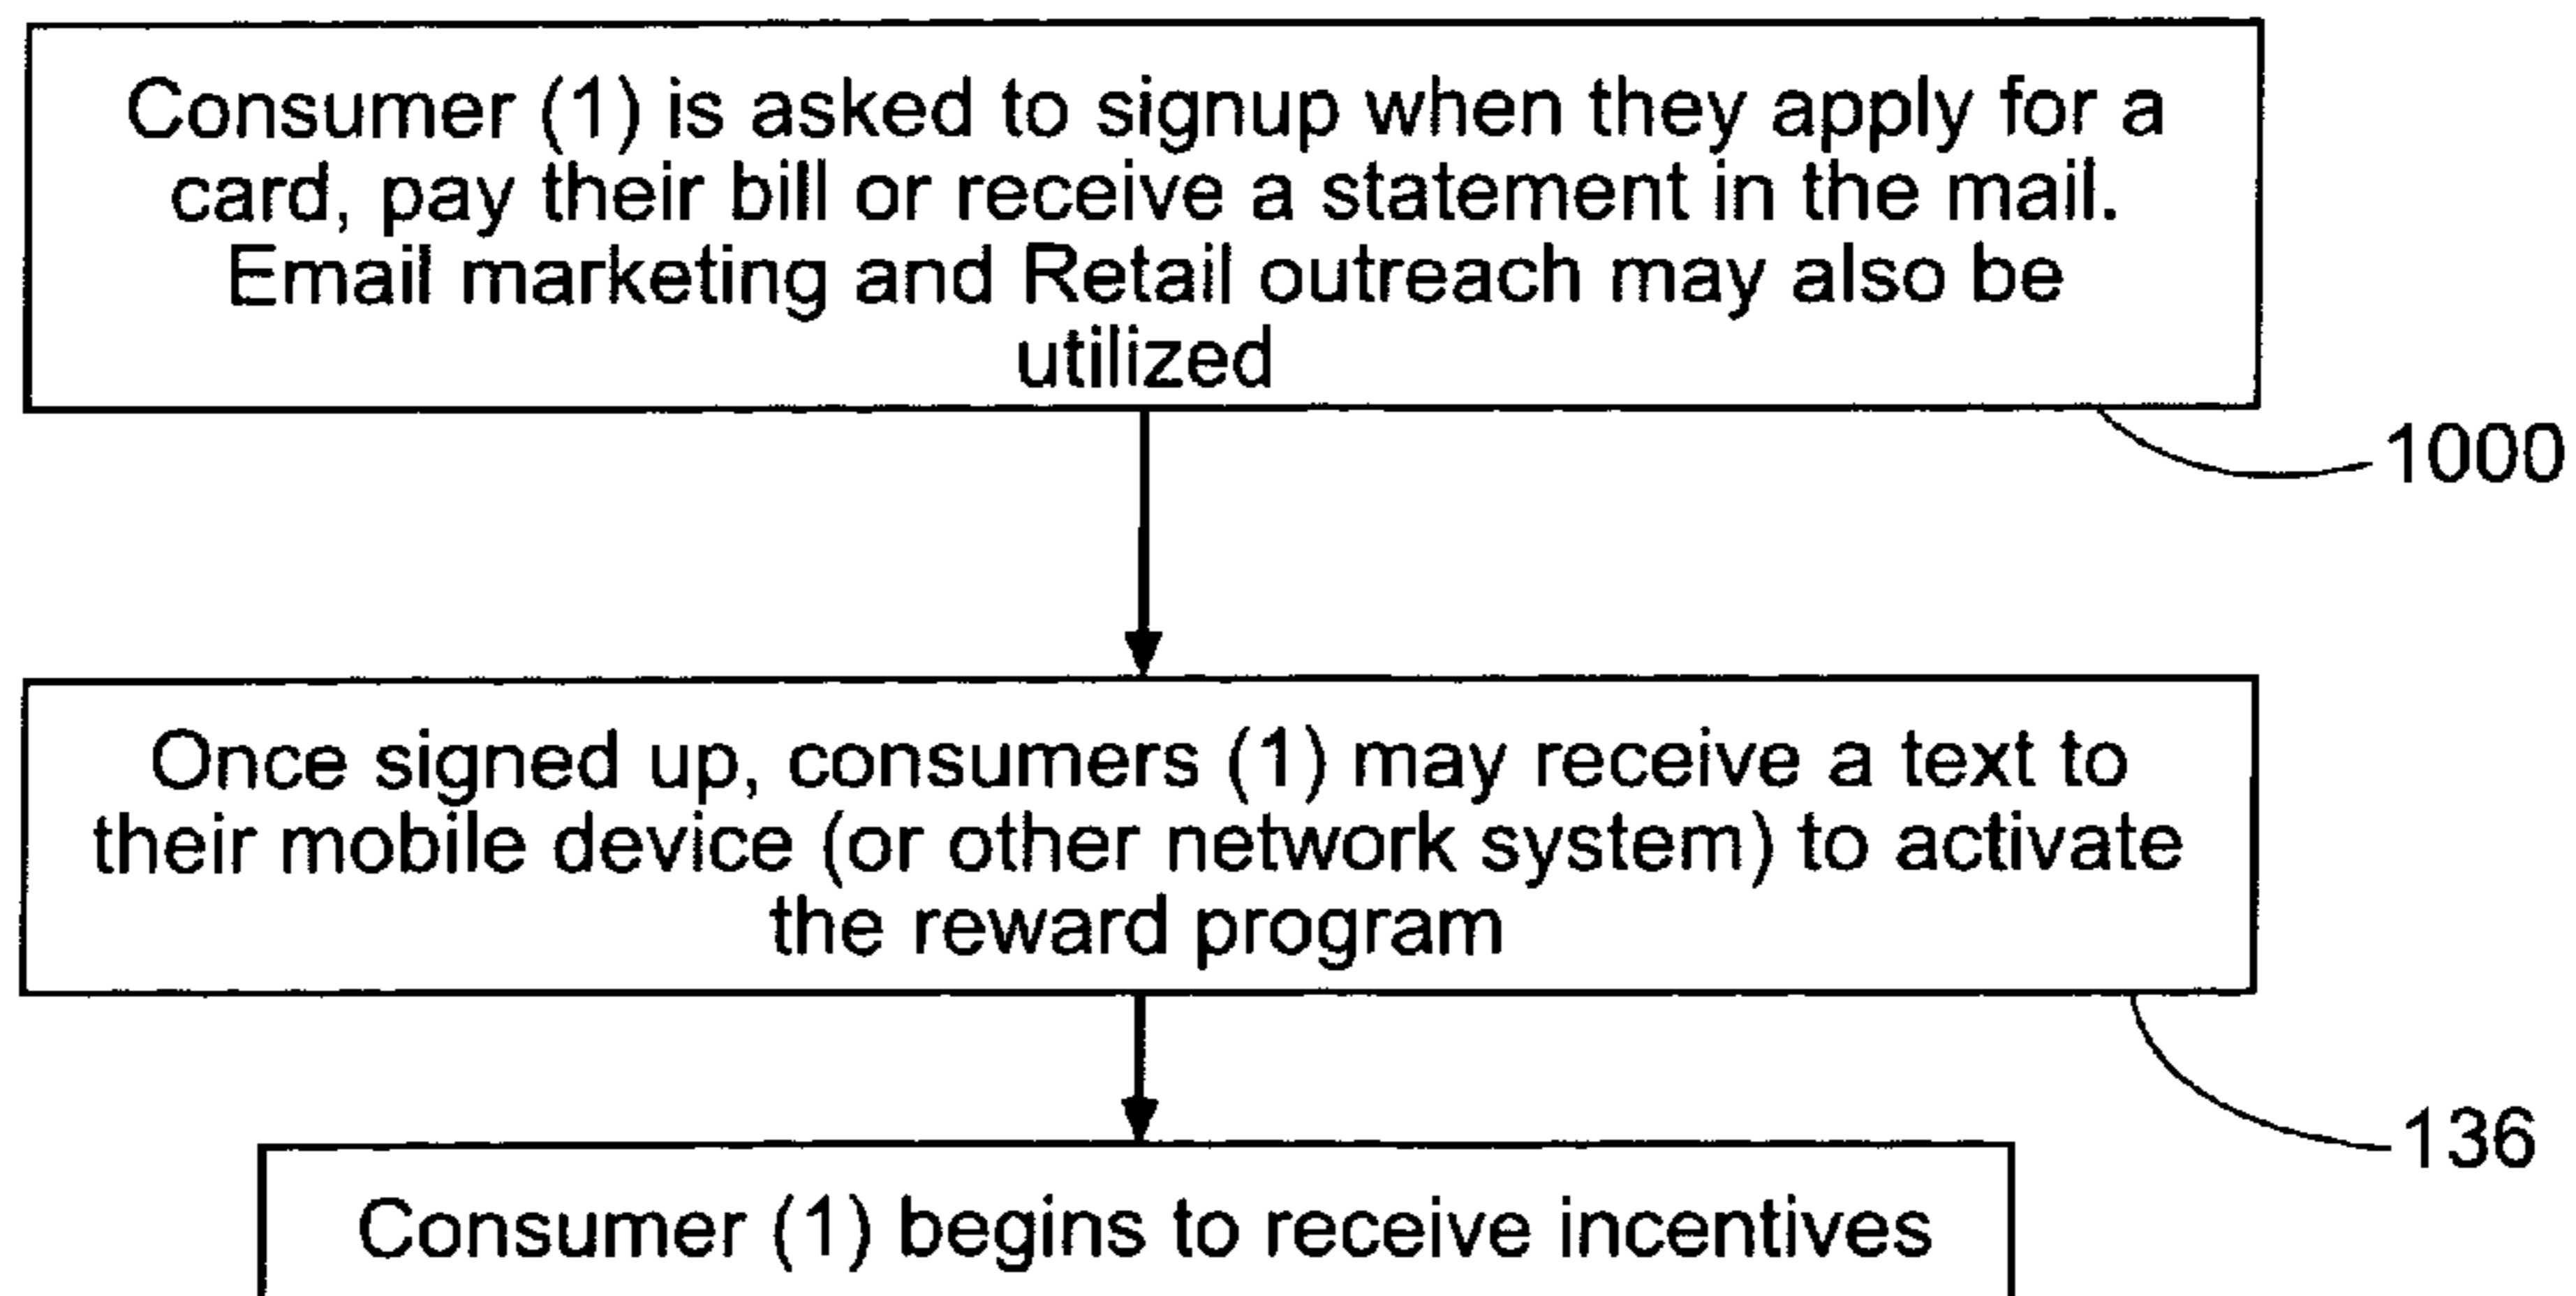 Consumer (1) is asked to signup when they apply for a
card, pay their bill or receive a statement in the mail.
Email marketing and Retail outreach may also be
utilized
1000
Once signed up, consumers (1) may receive a text to
their mobile device (or other network system) to activate
the reward program
136
Consumer (1) begins to receive incentives